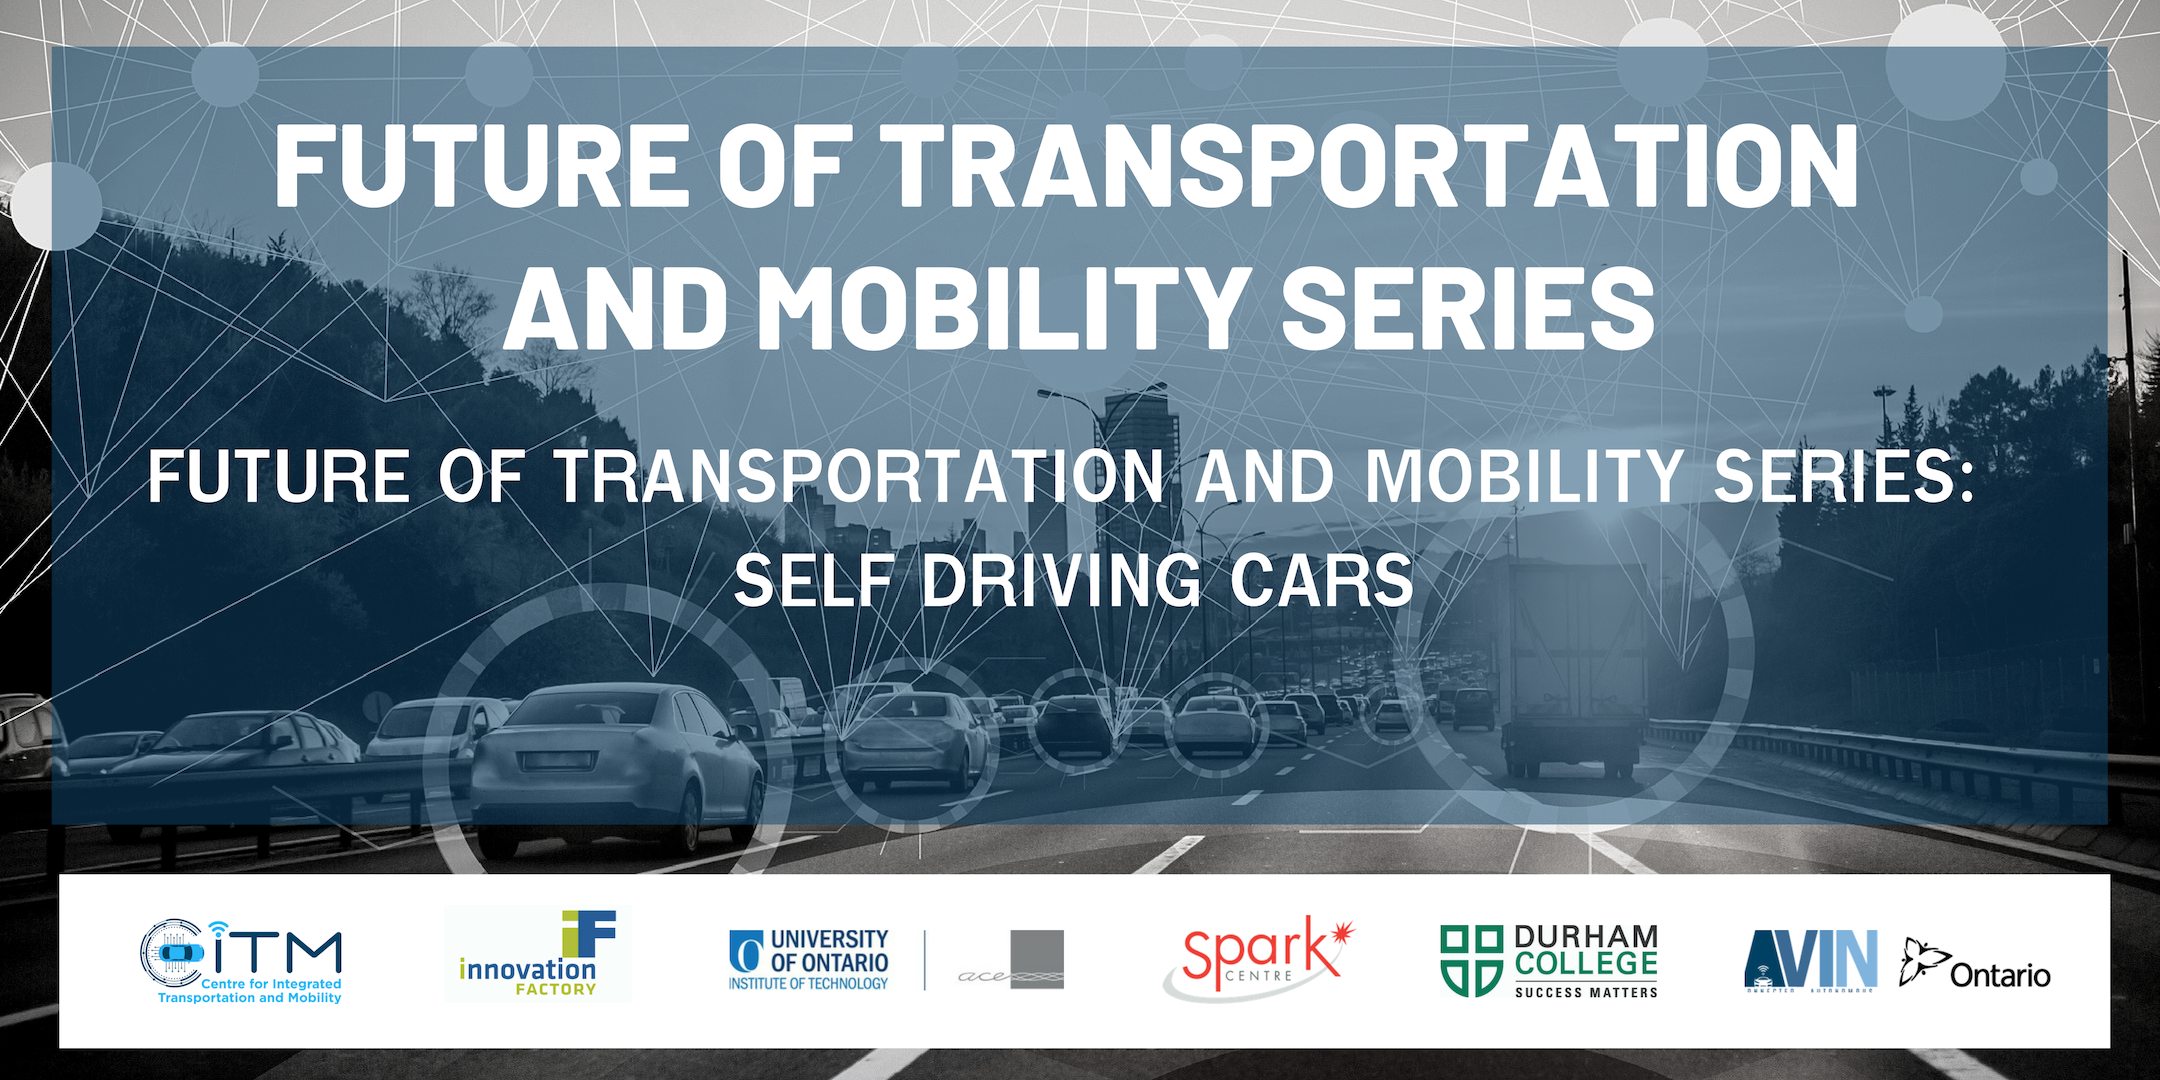 FUTURE OF TRANSPORTATION
AND MOBILITY SERIES
FUTURE OF TRANSPORTATION AND MOBILITY SERIES:
SELF DRIVING CARS
CiTM
Centre for Integrated
Transportation and Mobility
iF
innovation
FACTORY
UNIVERSITY
OF ONTARIO
INSTITUTE OF TECHNOLOGY
ace
Spark
CENTRE
DURHAM
COLLEGE
SUCCESS MATTERS
AVIN
Ontario